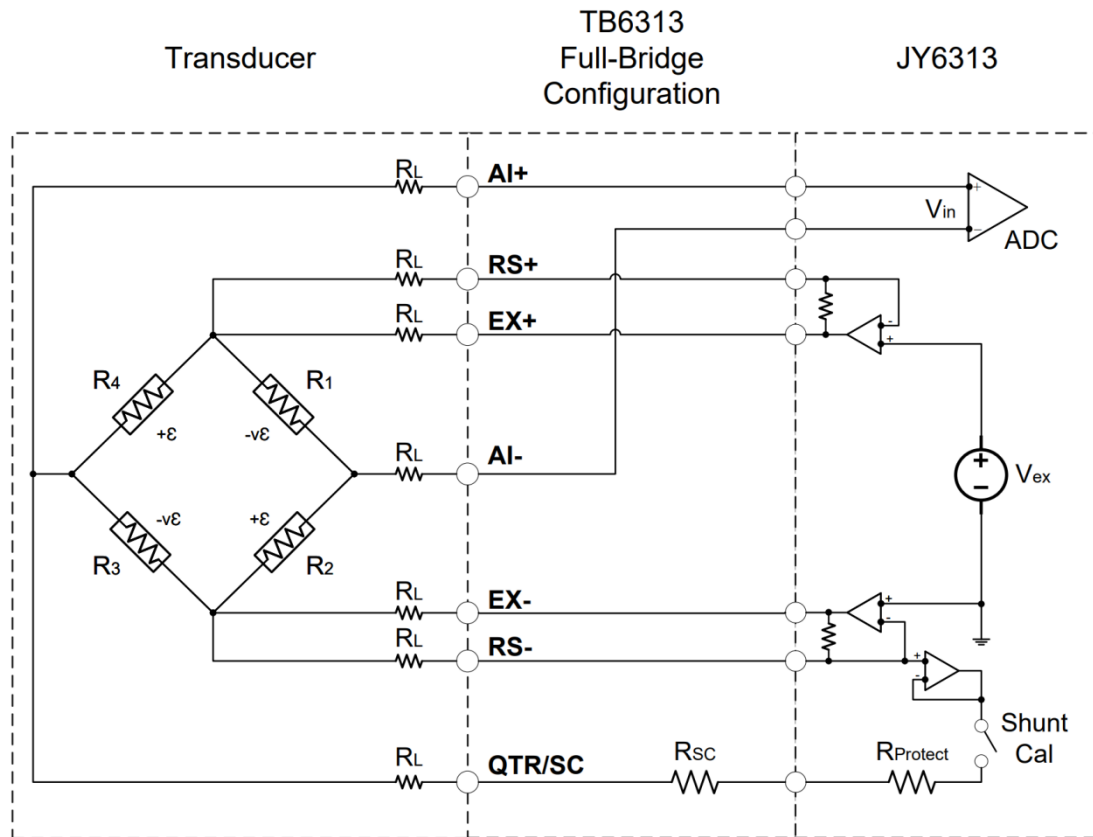 Transducer
TB6313
Full-Bridge
Configuration
JY6313
RL
AI+
Vin
+
-
ADC
RL
RS+
RL
EX+
-
+
R4
R1
+ε
-vε
RL
AI-
+
-
Vex
-vε
+ε
R3
R2
RL
EX-
+
-
RL
RS-
+
-
Shunt
Cal
RL
QTR/SC
RSC
RProtect